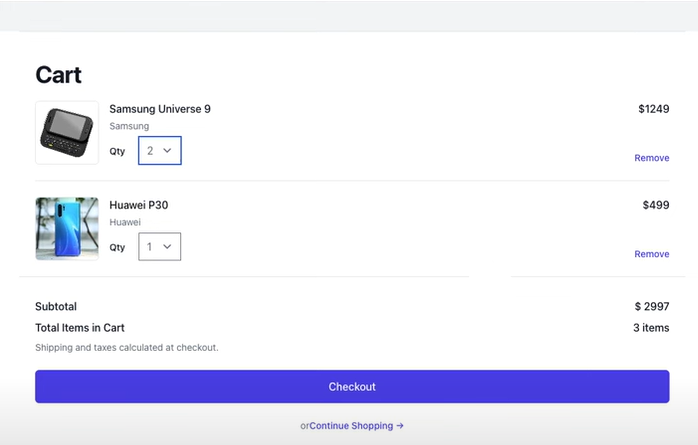 Cart
Samsung Universe 9 $1249
Samsung
Qty 2 Remove
Huawei P30 $499
Huawei
Qty 1 Remove
Subtotal $ 2997
Total Items in Cart 3 items
Shipping and taxes calculated at checkout.
Checkout
orContinue Shopping →